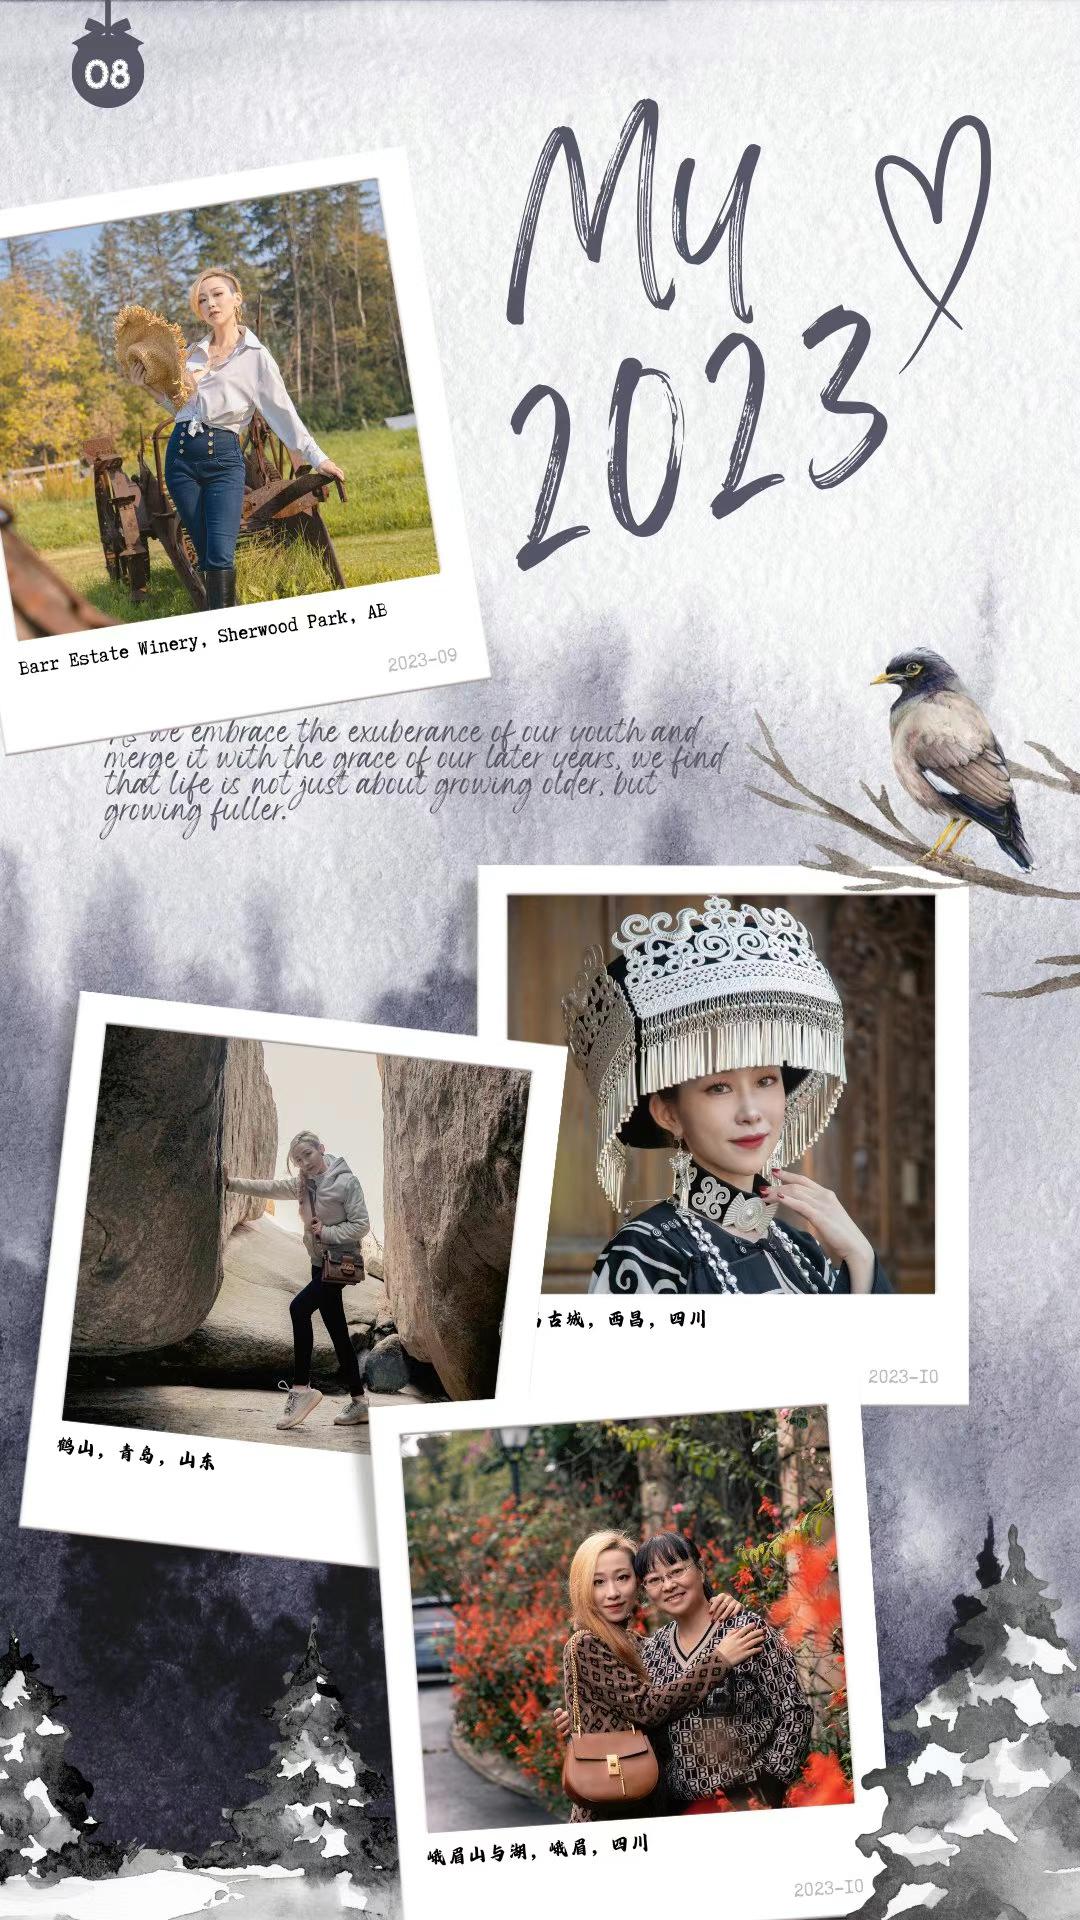 08
My
2023
Barr Estate Winery, Sherwood Park, AB
2023-09
As we embrace the exuberance of our youth and
merge it with the grace of our later years, we find
that life is not just about growing older, but
growing fuller.
古城，西昌，四川
2023-10
鹤山，青岛，山东
峨眉山与湖，峨眉，四川
2023-10